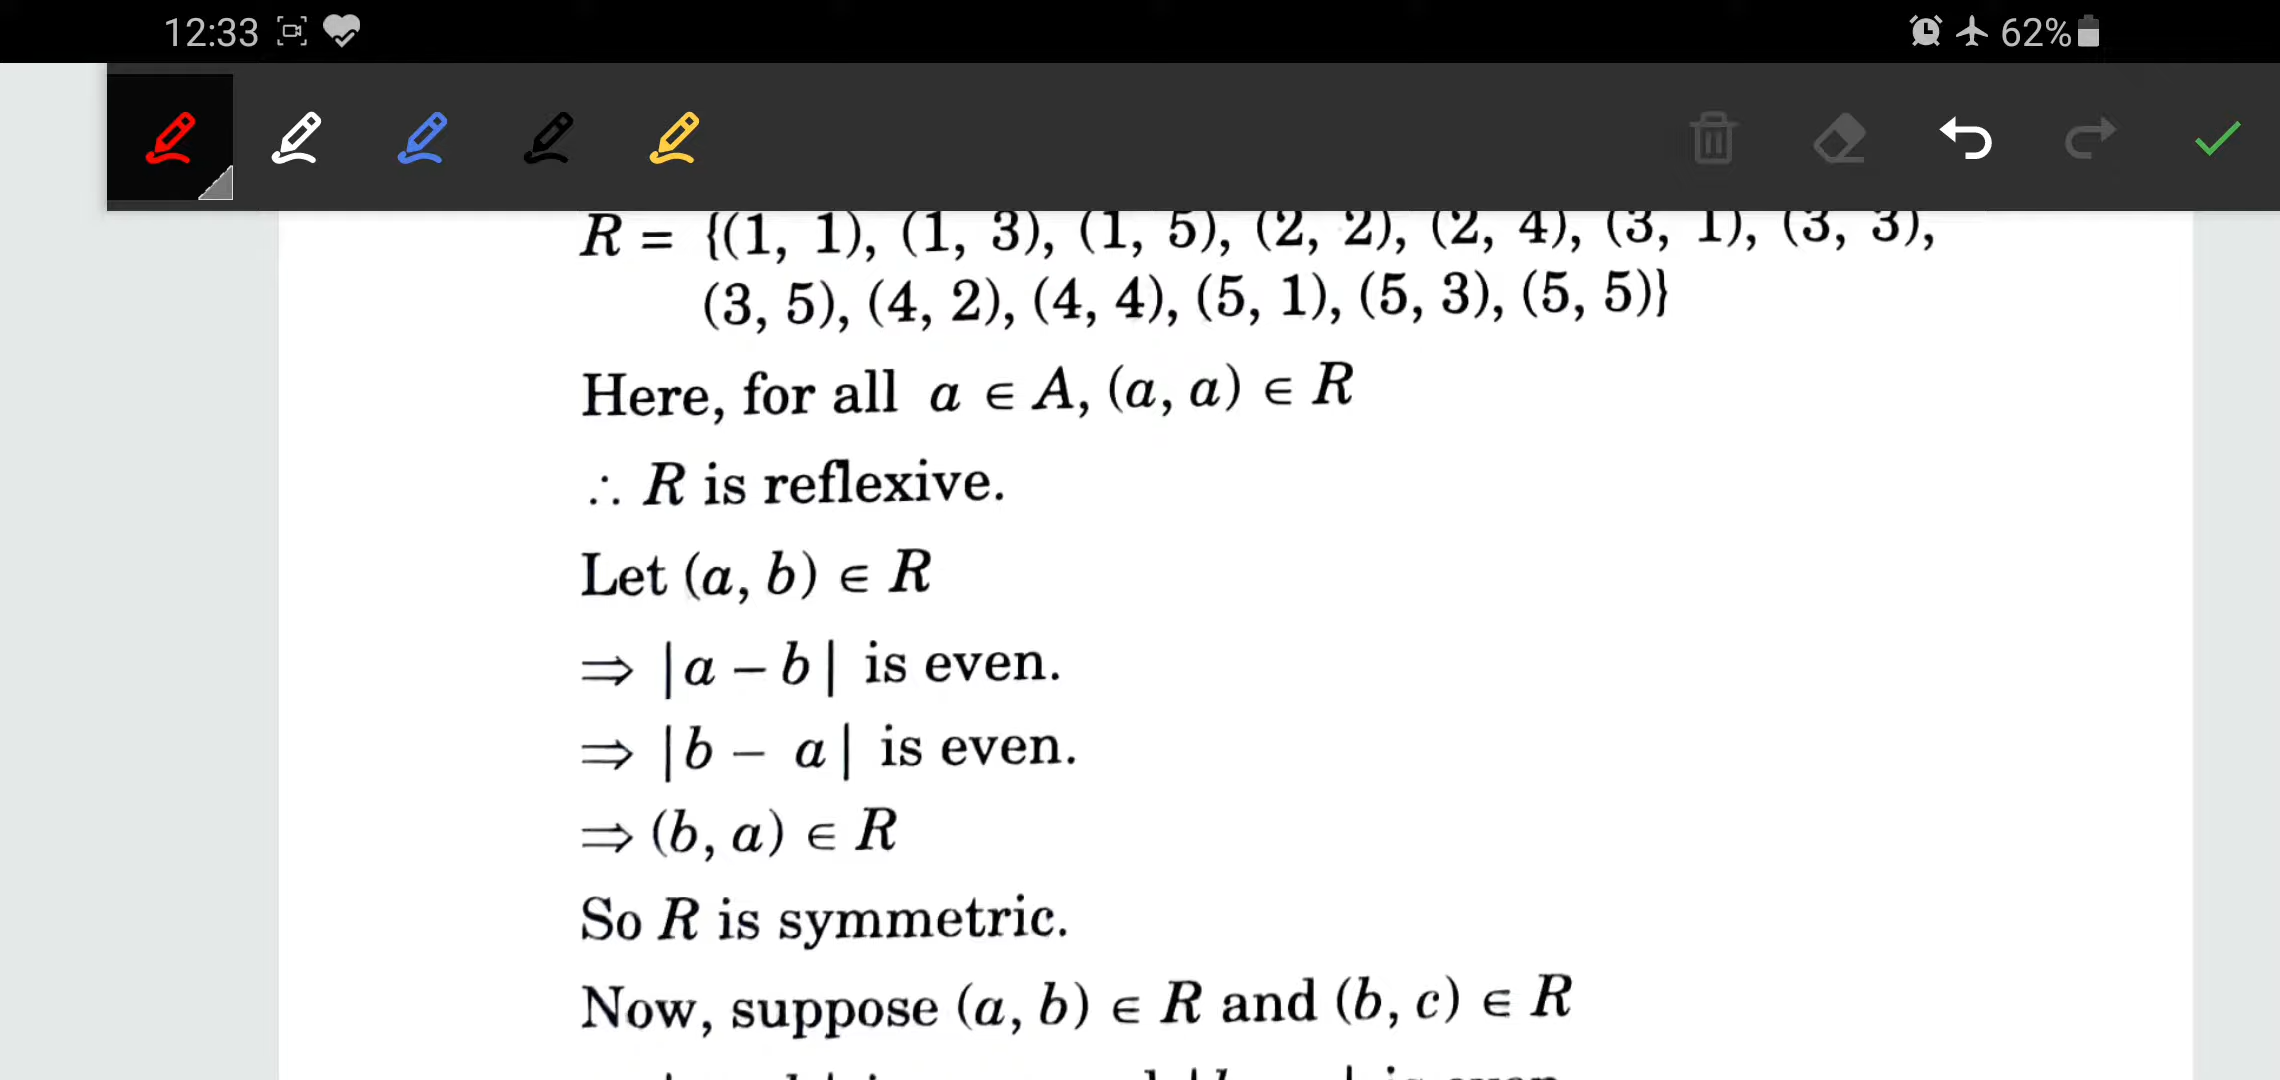 12:33 62%
R = {(1, 1), (1, 3), (1, 5), (2, 2), (2, 4), (3, 1), (3, 3),
(3, 5), (4, 2), (4, 4), (5, 1), (5, 3), (5, 5)}
Here, for all a ∈ A, (a, a) ∈ R
∴ R is reflexive.
Let (a, b) ∈ R
⇒ |a – b| is even.
⇒ |b – a| is even.
⇒ (b, a) ∈ R
So R is symmetric.
Now, suppose (a, b) ∈ R and (b, c) ∈ R